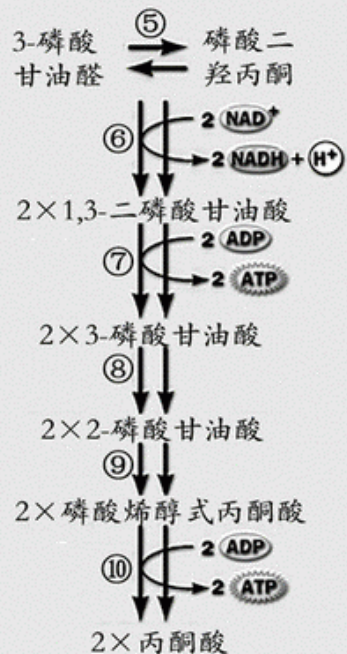 ⑤
3-磷酸 磷酸二
甘油醛 羟丙酮
⑥ 2 NAD+
2 NADH + H+
2×1,3-二磷酸甘油酸
⑦ 2 ADP
2 ATP
2×3-磷酸甘油酸
⑧
2×2-磷酸甘油酸
⑨
2×磷酸烯醇式丙酮酸
⑩ 2 ADP
2 ATP
2×丙酮酸